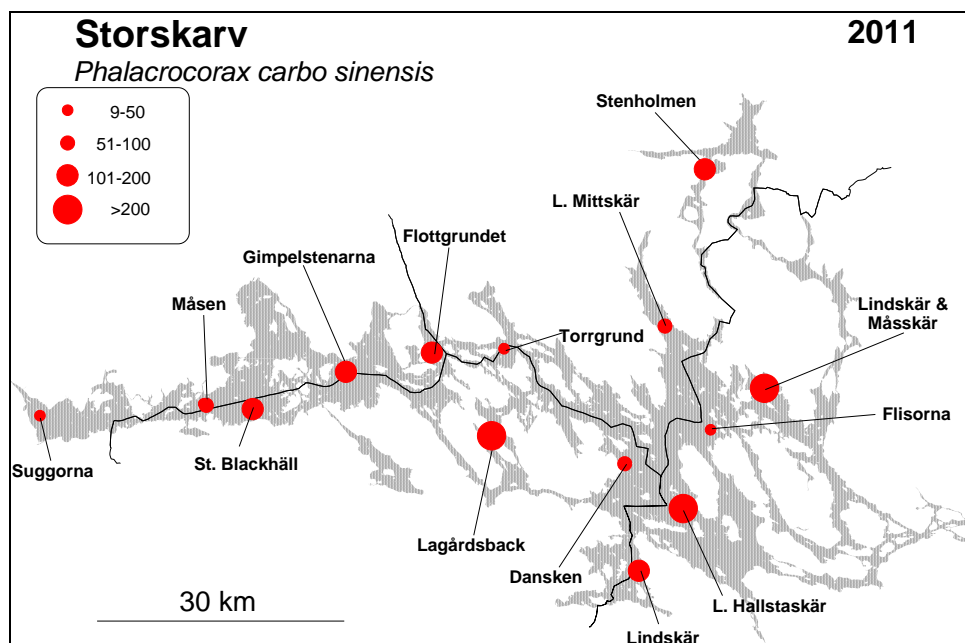 Storskarv
2011
Phalacrocorax carbo sinensis
9-50
51-100
101-200
>200
Stenholmen
L. Mittskär
Flottgrundet
Gimpelstenarna
Måsen
Torrgrund
Lindskär &
Måsskär
Flisorna
Suggorna
St. Blackhäll
Lagårdsback
Dansken
L. Hallstaskär
Lindskär
30 km